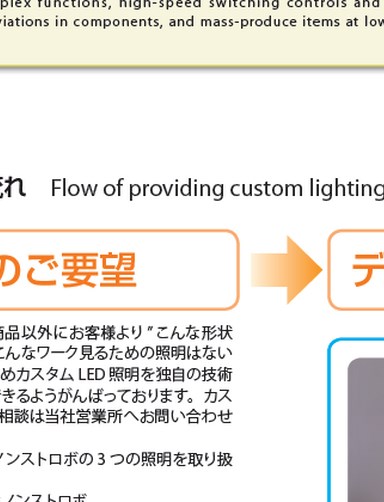 functions, high-speed switching controls and
in components, and mass-produce items at
れ Flow of providing custom lighting
のご要望
デ
商品以外にお客様より"こんな形状
こんなワーク見るための照明はない
めカスタム LED 照明を独自の技術
できるようがんばっております。カス
相談は当社営業所へお問い合わせ
ノンストロボの 3 つの照明を取り扱
ノンストロボ